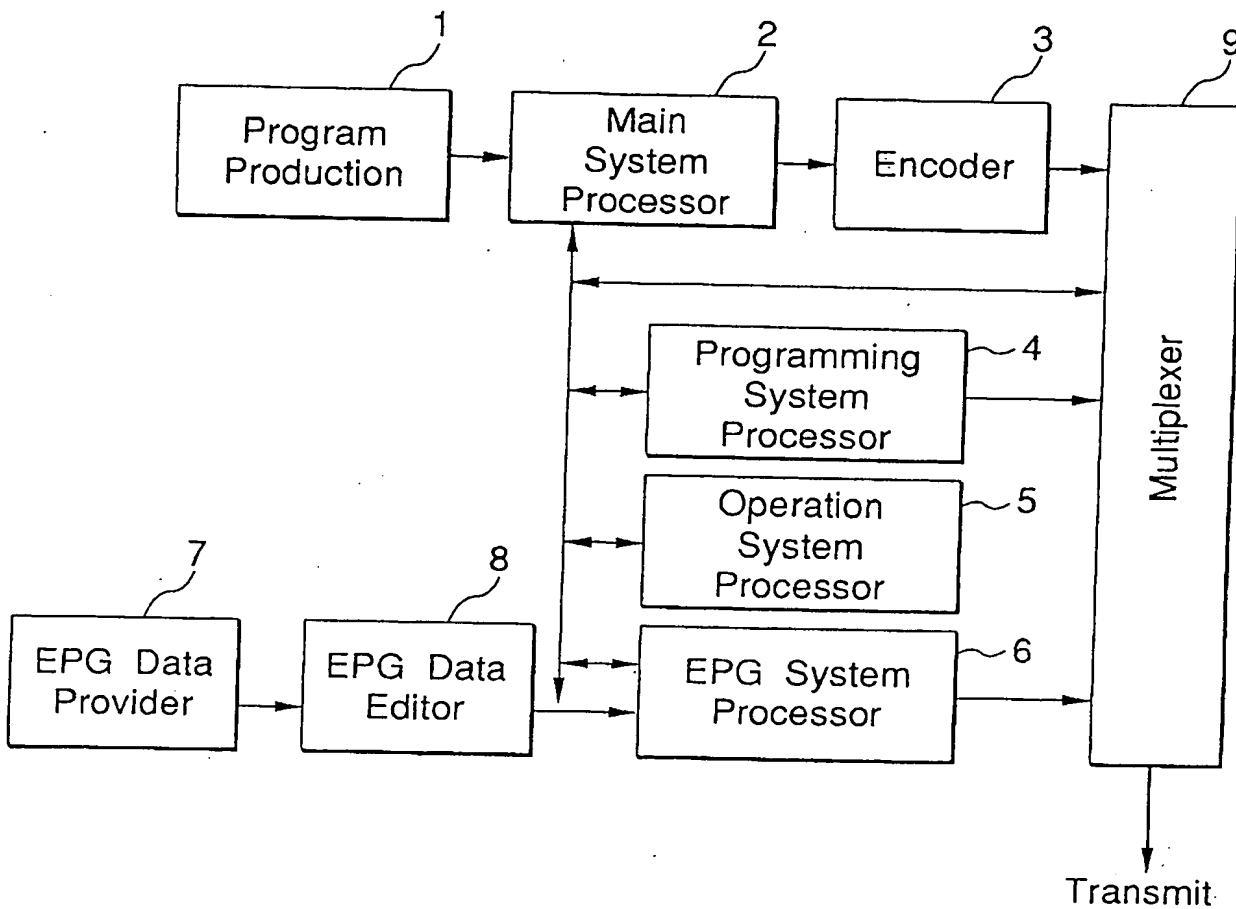 1
2
3
9
Program
Production
Main
System
Processor
Encoder
4
Programming
System
Processor
Multiplexer
5
Operation
System
Processor
7
8
6
EPG Data
Provider
EPG Data
Editor
EPG System
Processor
Transmit